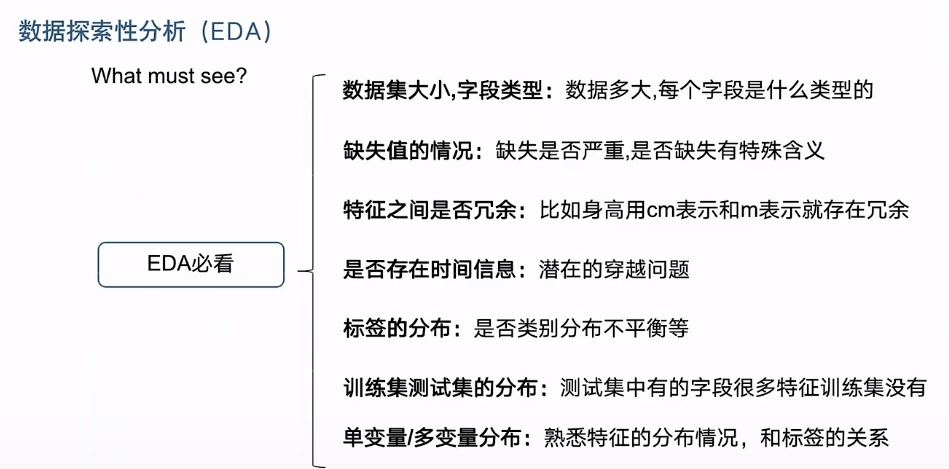 数据探索性分析（EDA）
What must see?
EDA必看
数据集大小,字段类型：数据多大,每个字段是什么类型的
缺失值的情况：缺失是否严重,是否缺失有特殊含义
特征之间是否冗余：比如身高用cm表示和m表示就存在冗余
是否存在时间信息：潜在的穿越问题
标签的分布：是否类别分布不平衡等
训练集测试集的分布：测试集中有的字段很多特征训练集没有
单变量/多变量分布：熟悉特征的分布情况，和标签的关系